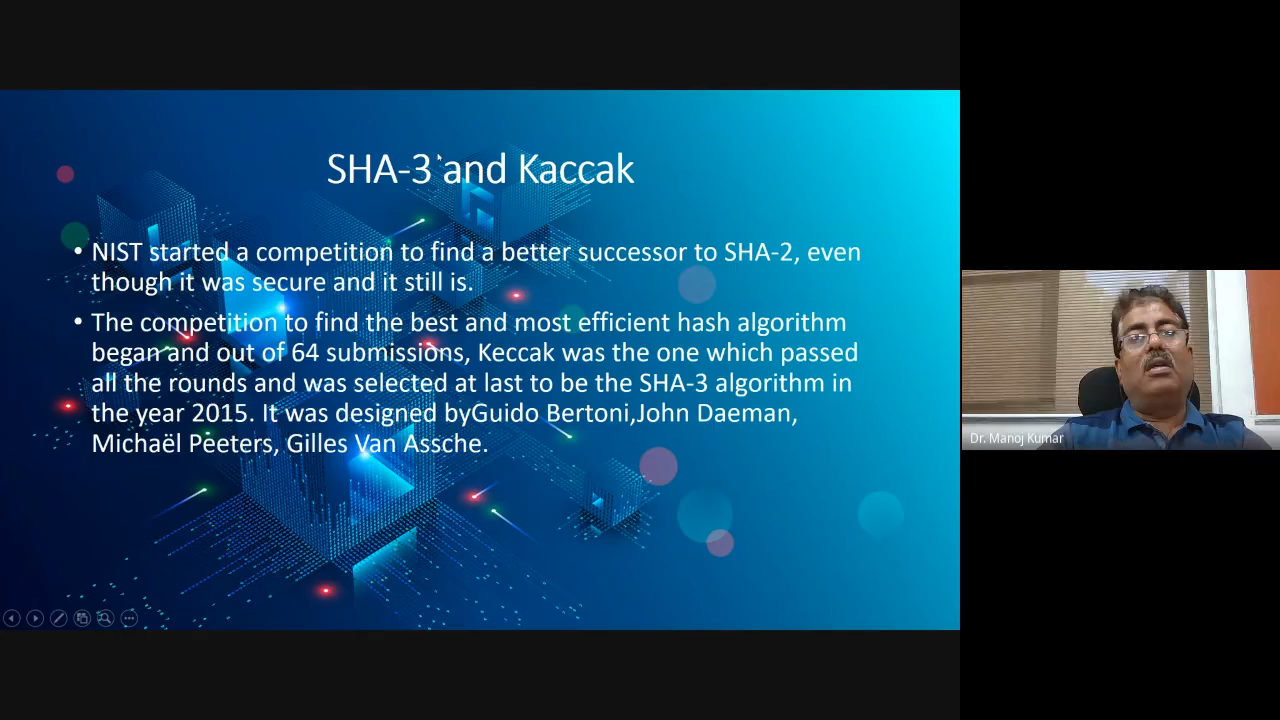 SHA-3 and Kaccak
• NIST started a competition to find a better successor to SHA-2, even
though it was secure and it still is.
• The competition to find the best and most efficient hash algorithm
began and out of 64 submissions, Keccak was the one which passed
all the rounds and was selected at last to be the SHA-3 algorithm in
the year 2015. It was designed byGuido Bertoni,John Daeman,
Michaël Peeters, Gilles Van Assche.
Dr. Manoj Kumar